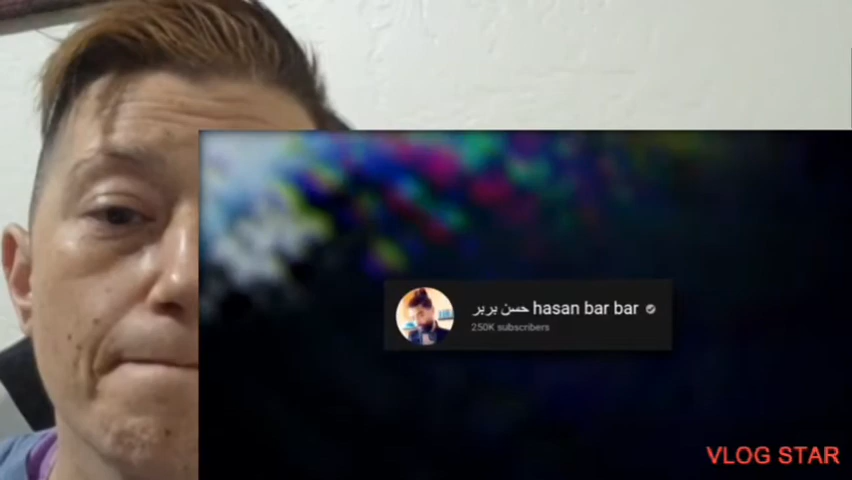 حسن بربر hasan bar bar
250K subscribers
VLOG STAR